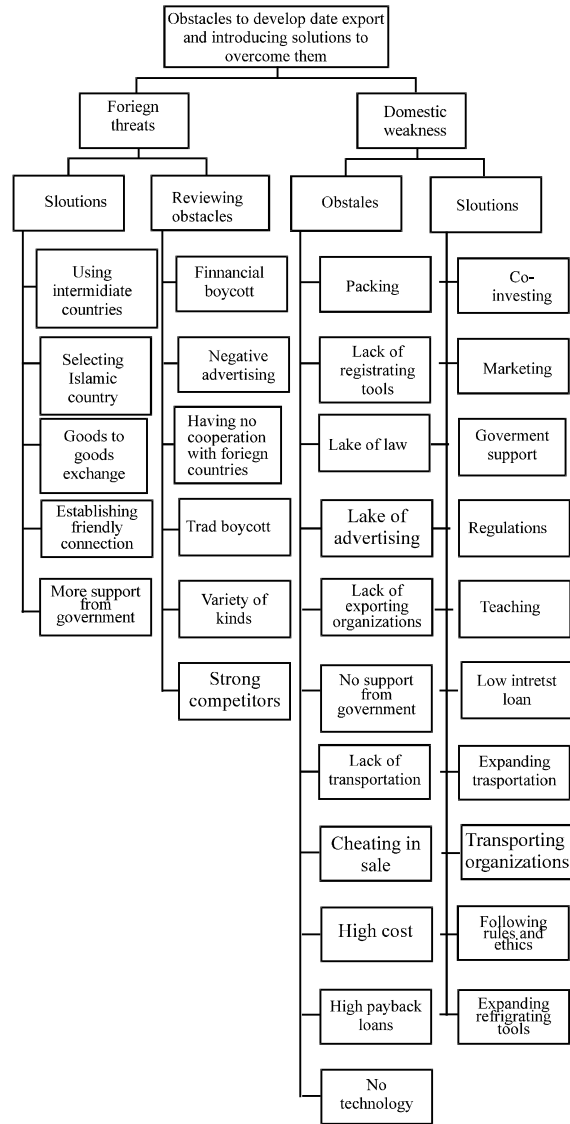 Obstacles to develop date export
and introducing solutions to
overcome them
Foriegn
threats
Domestic
weakness
Sloutions
Reviewing
obstacles
Obstales
Sloutions
Using
intermidiate
countries
Selecting
Islamic
country
Goods to
goods
exchange
Establishing
friendly
connection
More support
from
government
Finnancial
boycott
Negative
advertising
Having no
cooperation
with foriegn
countries
Trad boycott
Variety of
kinds
Strong
competitors
Packing
Lack of
registrating
tools
Lake of law
Lake of
advertising
Lack of
exporting
organizations
No support
from
government
Lack of
transportation
Cheating in
sale
High cost
High payback
loans
No
technology
Co-
investing
Marketing
Goverment
support
Regulations
Teaching
Low intretst
loan
Expanding
trasportation
Transporting
organizations
Following
rules and
ethics
Expanding
refrigrating
tools